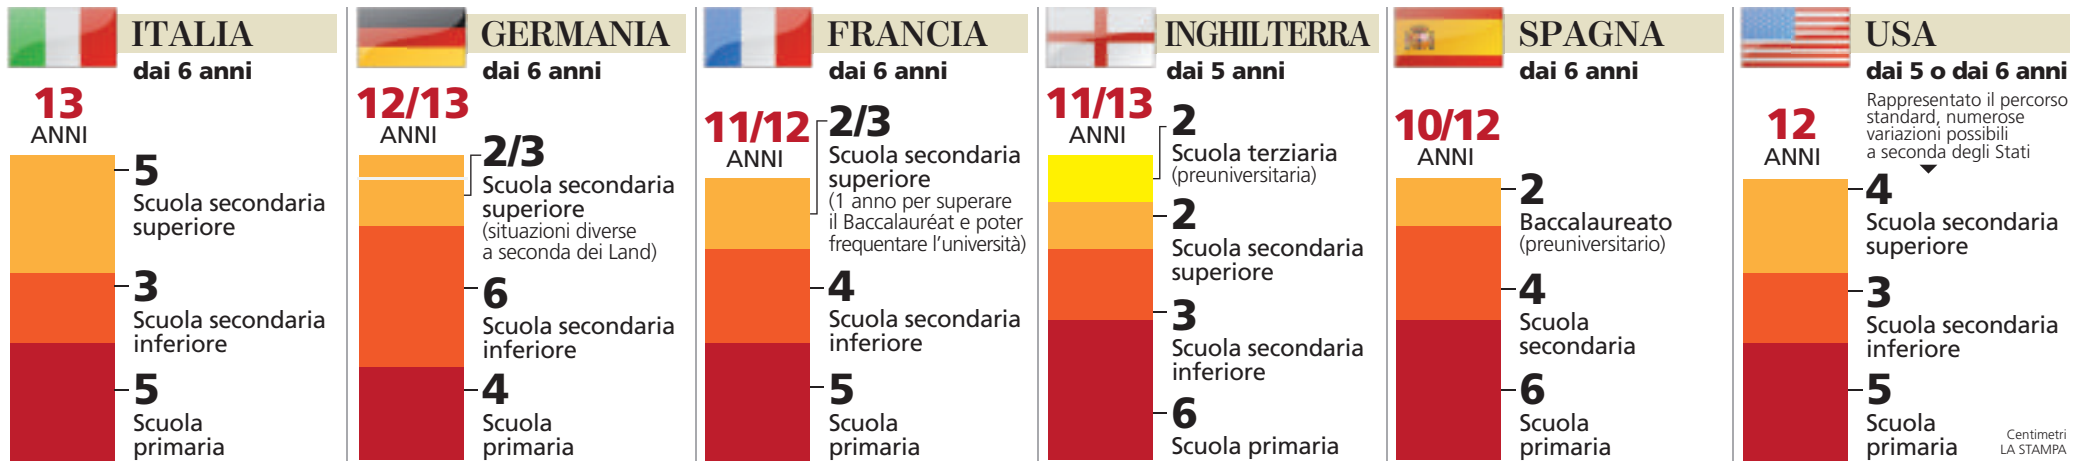 ITALIA
dai 6 anni
13
ANNI
5
Scuola secondaria
superiore
3
Scuola secondaria
inferiore
5
Scuola
primaria
GERMANIA
dai 6 anni
12/13
ANNI
2/3
Scuola secondaria
superiore
(situazioni diverse
a seconda dei Land)
6
Scuola secondaria
inferiore
4
Scuola
primaria
FRANCIA
dai 6 anni
11/12
ANNI
2/3
Scuola secondaria
superiore
(1 anno per superare
il Baccalauréat e poter
frequentare l'università)
4
Scuola secondaria
inferiore
5
Scuola
primaria
INGHILTERRA
dai 5 anni
11/13
ANNI
2
Scuola terziaria
(preuniversitaria)
2
Scuola secondaria
superiore
3
Scuola secondaria
inferiore
6
Scuola primaria
SPAGNA
dai 6 anni
10/12
ANNI
2
Baccalaureato
(preuniversitario)
4
Scuola
secondaria
6
Scuola
primaria
USA
dai 5 o dai 6 anni
Rappresentato il percorso
standard, numerose
variazioni possibili
a seconda degli Stati
12
ANNI
4
Scuola secondaria
superiore
3
Scuola secondaria
inferiore
5
Scuola
primaria
Centimetri
LA STAMPA